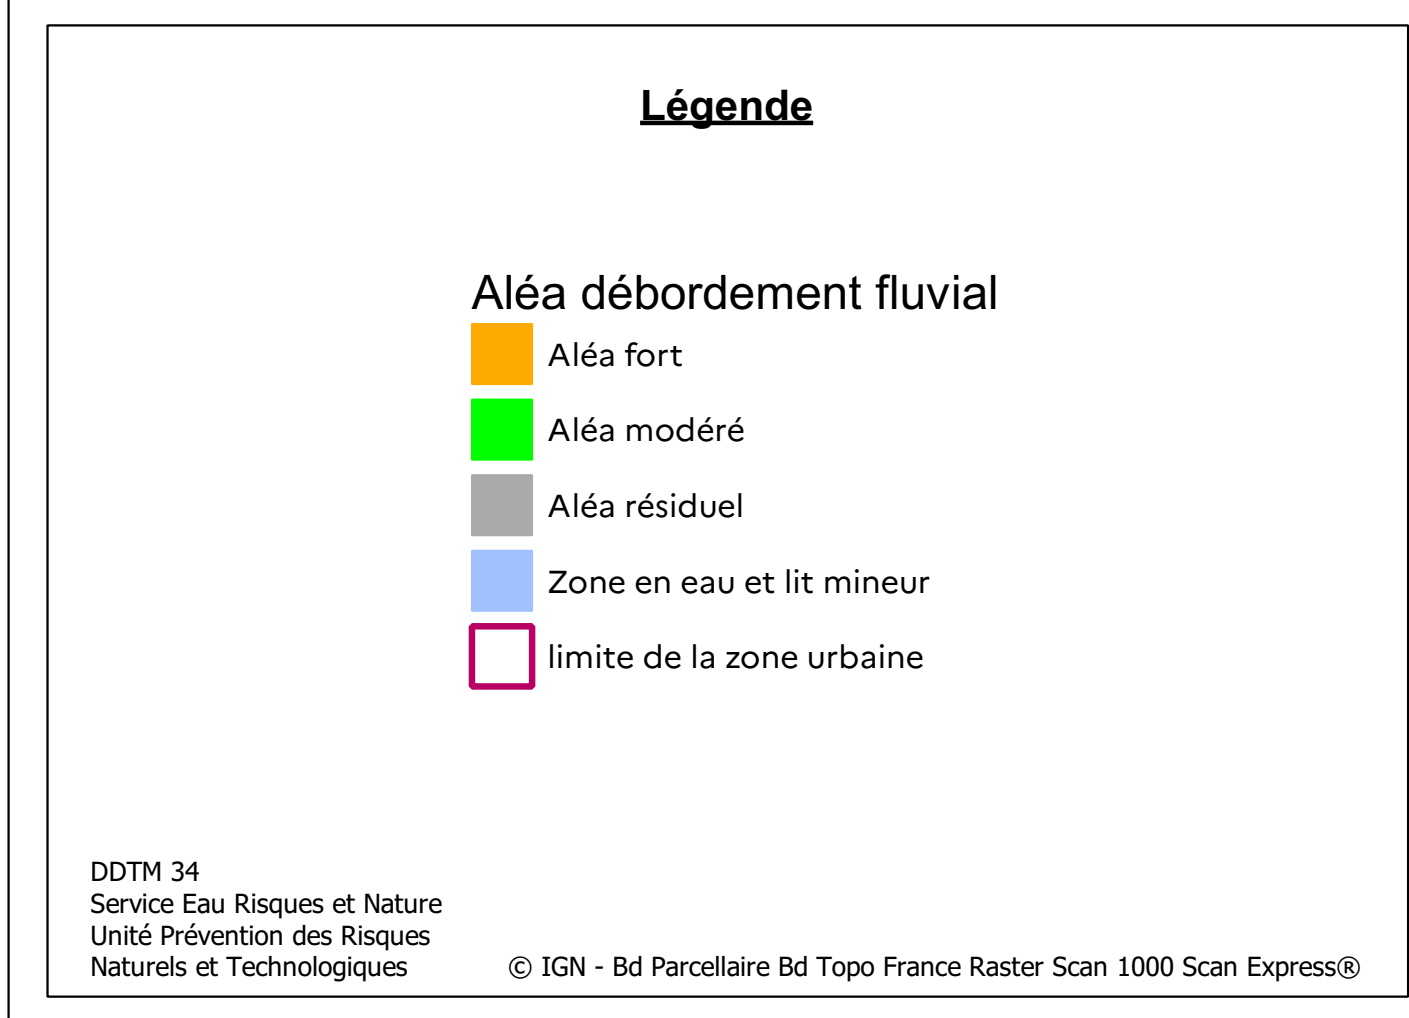 Légende
Aléa débordement fluvial
Aléa fort
Aléa modéré
Aléa résiduel
Zone en eau et lit mineur
limite de la zone urbaine
DDTM 34
Service Eau Risques et Nature
Unité Prévention des Risques
Naturels et Technologiques
© IGN - Bd Parcellaire Bd Topo France Raster Scan 1000 Scan Express®